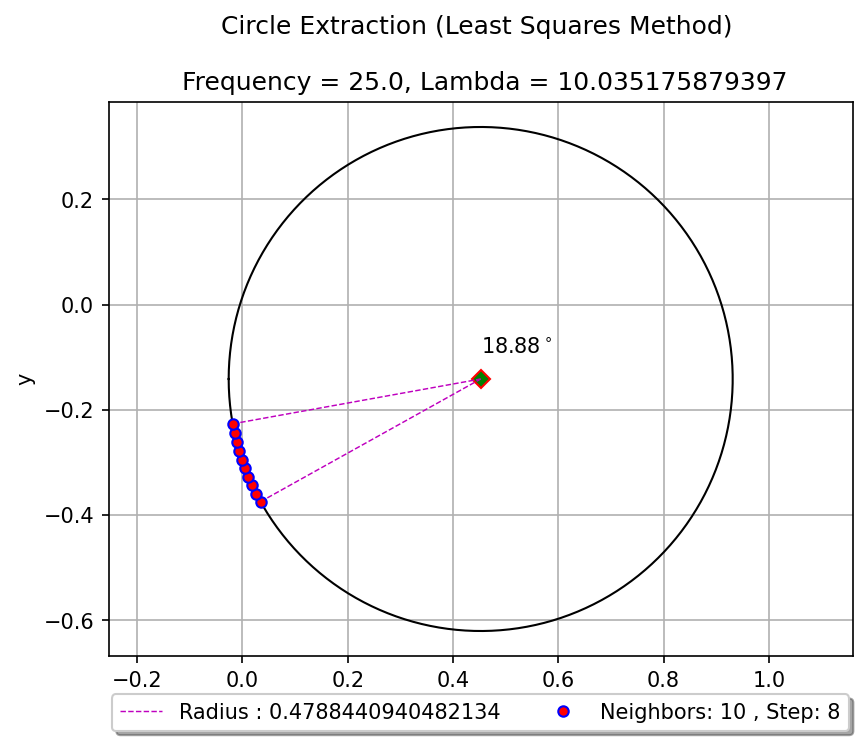 Circle Extraction (Least Squares Method)
Frequency = 25.0, Lambda = 10.035175879397
0.2
0.0
−0.2
−0.4
−0.6
y
18.88°
−0.2 0.0 0.2 0.4 0.6 0.8 1.0
Radius : 0.4788440940482134 Neighbors: 10 , Step: 8